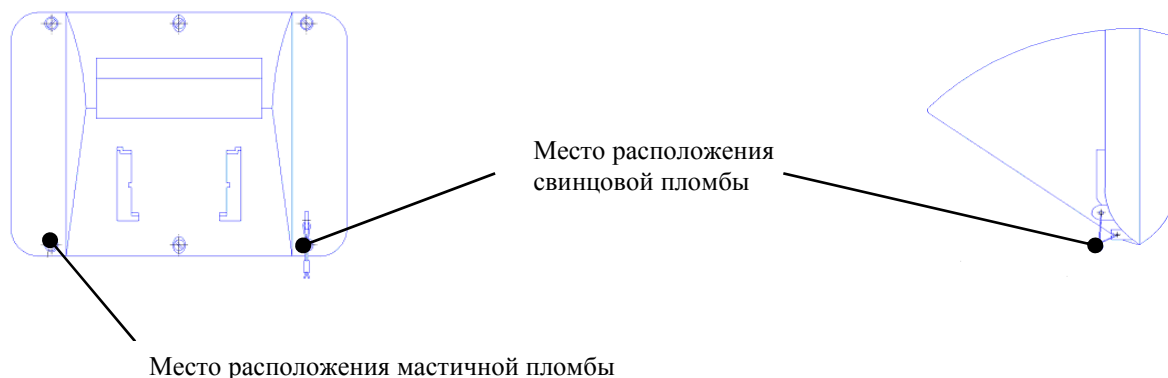 Место расположения
свинцовой пломбы
Место расположения мастичной пломбы